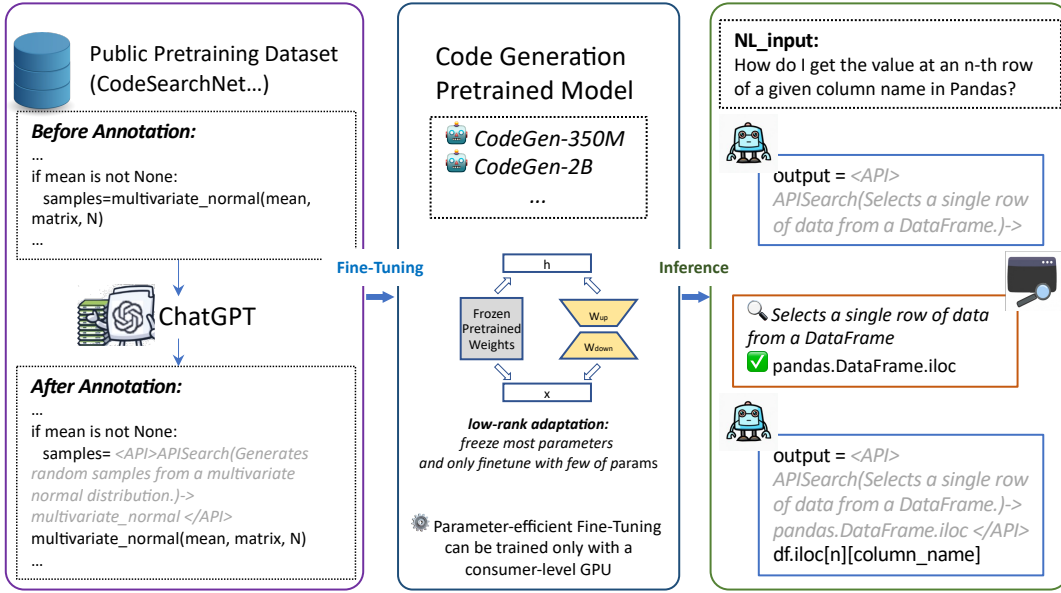 Public Pretraining Dataset
(CodeSearchNet...)
Before Annotation:
...
if mean is not None:
samples=multivariate_normal(mean,
matrix, N)
...
ChatGPT
After Annotation:
...
if mean is not None:
samples= <API>APISearch(Generates
random samples from a multivariate
normal distribution.)->
multivariate_normal </API>
multivariate_normal(mean, matrix, N)
...
Fine-Tuning
Code Generation
Pretrained Model
CodeGen-350M
CodeGen-2B
...
h
Frozen
Pretrained
Weights
Wup
Wdown
x
low-rank adaptation:
freeze most parameters
and only finetune with few of params
Parameter-efficient Fine-Tuning
can be trained only with a
consumer-level GPU
Inference
NL_input:
How do I get the value at an n-th row
of a given column name in Pandas?
output = <API>
APISearch(Selects a single row
of data from a DataFrame.)->
Selects a single row of data
from a DataFrame
pandas.DataFrame.iloc
output = <API>
APISearch(Selects a single row
of data from a DataFrame.)->
pandas.DataFrame.iloc </API>
df.iloc[n][column_name]